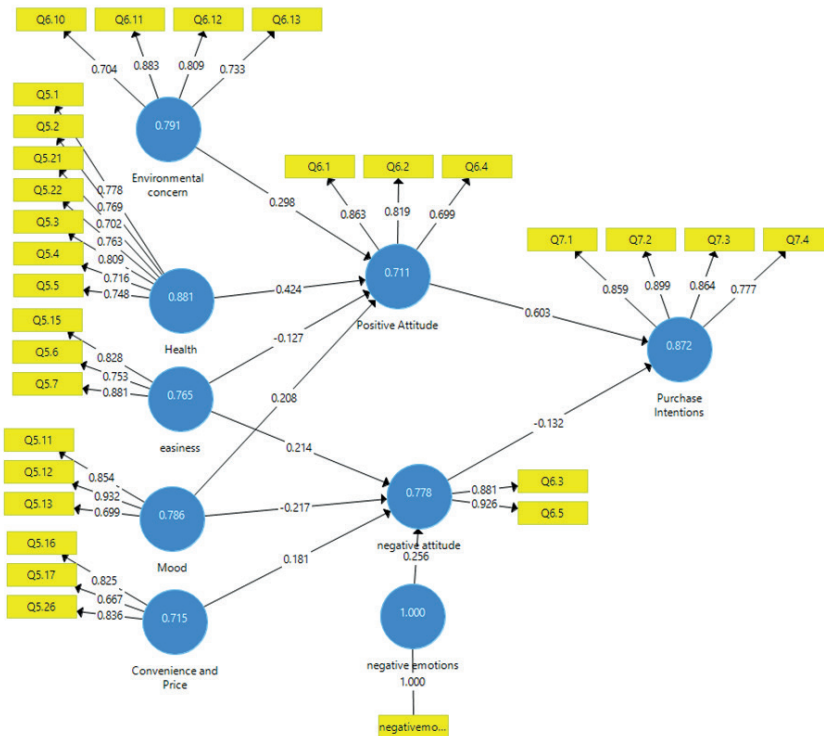 Q6.10 Q6.11 Q6.12 Q6.13
0.704 0.883 0.809 0.733
0.791
Environmental
concern
Q5.1
Q5.2
Q5.21
Q5.22
Q5.3
Q5.4
Q5.5
0.778
0.769
0.702
0.763
0.809
0.716
0.748
0.881
Health
Q5.15
Q5.6
Q5.7
0.828
0.753
0.881
0.765
easiness
Q5.11
Q5.12
Q5.13
0.854
0.932
0.699
0.786
Mood
Q5.16
Q5.17
Q5.26
0.825
0.667
0.836
0.715
Convenience and
Price
0.298
0.424
-0.127
0.208
0.214
-0.217
0.181
Q6.1 Q6.2 Q6.4
0.863 0.819 0.699
0.711
Positive Attitude
0.603
-0.132
0.778
negative attitude
0.881
0.926
Q6.3
Q6.5
0.256
1.000
negative emotions
1.000
negativemo...
Q7.1 Q7.2 Q7.3 Q7.4
0.859 0.899 0.864 0.777
0.872
Purchase
Intentions